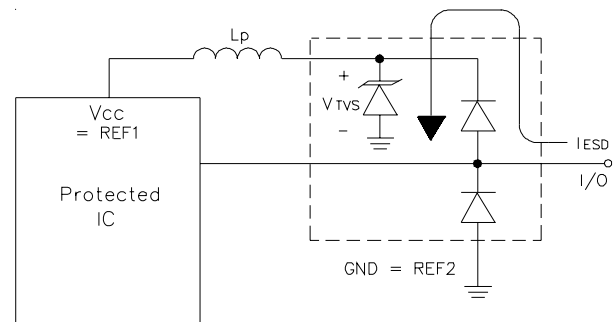 Lp
+
VTVS
-
VCC
= REF1
IESD
I/O
Protected
IC
GND = REF2